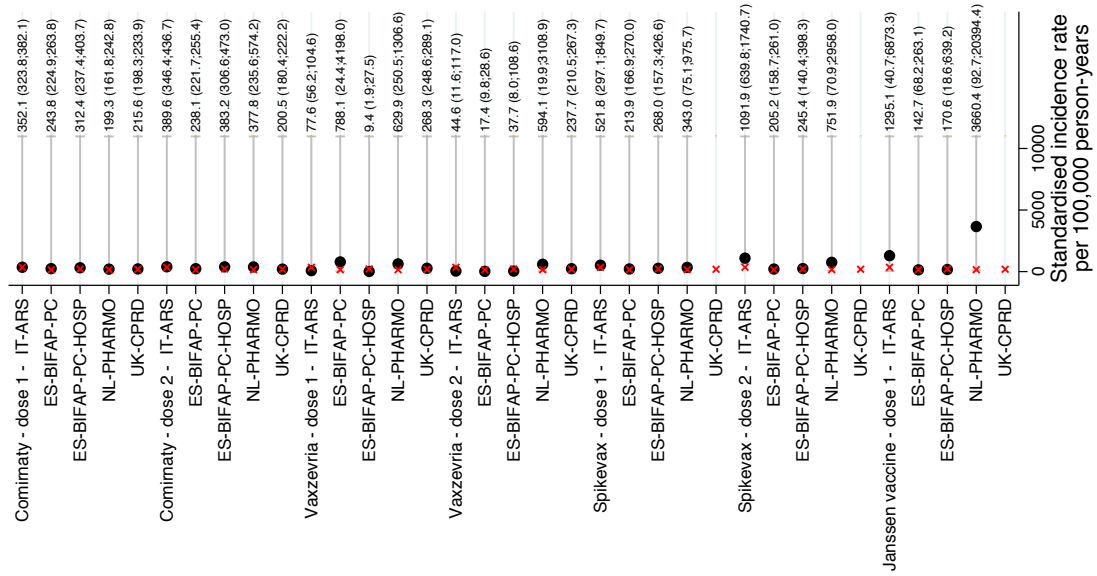 Comirnaty - dose 1 - IT-ARS 352.1 (323.8;382.1)
ES-BIFAP-PC 243.8 (224.9;263.8)
ES-BIFAP-PC-HOSP 312.4 (237.4;403.7)
NL-PHARMO 199.3 (161.8;242.8)
UK-CPRD 215.6 (198.3;233.9)
Comirnaty - dose 2 - IT-ARS 389.6 (346.4;436.7)
ES-BIFAP-PC 238.1 (221.7;255.4)
ES-BIFAP-PC-HOSP 383.2 (306.6;473.0)
NL-PHARMO 377.8 (235.6;574.2)
UK-CPRD 200.5 (180.4;222.2)
Vaxzevria - dose 1 - IT-ARS 77.6 (56.2;104.6)
ES-BIFAP-PC 788.1 (24.4;4198.0)
ES-BIFAP-PC-HOSP 9.4 (1.9;27.5)
NL-PHARMO 629.9 (250.5;1306.6)
UK-CPRD 268.3 (248.6;289.1)
Vaxzevria - dose 2 - IT-ARS 44.6 (11.6;117.0)
ES-BIFAP-PC 17.4 (9.8;28.6)
ES-BIFAP-PC-HOSP 37.7 (8.0;108.6)
NL-PHARMO 594.1 (19.9;3108.9)
UK-CPRD 237.7 (210.5;267.3)
Spikevax - dose 1 - IT-ARS 521.8 (297.1;849.7)
ES-BIFAP-PC 213.9 (166.9;270.0)
ES-BIFAP-PC-HOSP 268.0 (157.3;426.6)
NL-PHARMO 343.0 (75.1;975.7)
UK-CPRD
Spikevax - dose 2 - IT-ARS 1091.9 (639.8;1740.7)
ES-BIFAP-PC 205.2 (158.7;261.0)
ES-BIFAP-PC-HOSP 245.4 (140.4;398.3)
NL-PHARMO 751.9 (70.9;2958.0)
UK-CPRD
Janssen vaccine - dose 1 - IT-ARS 1295.1 (40.7;6873.3)
ES-BIFAP-PC 142.7 (68.2;263.1)
ES-BIFAP-PC-HOSP 170.6 (18.6;639.2)
NL-PHARMO 3660.4 (92.7;20394.4)
UK-CPRD
0 5000 10000
Standardised incidence rate
per 100,000 person-years